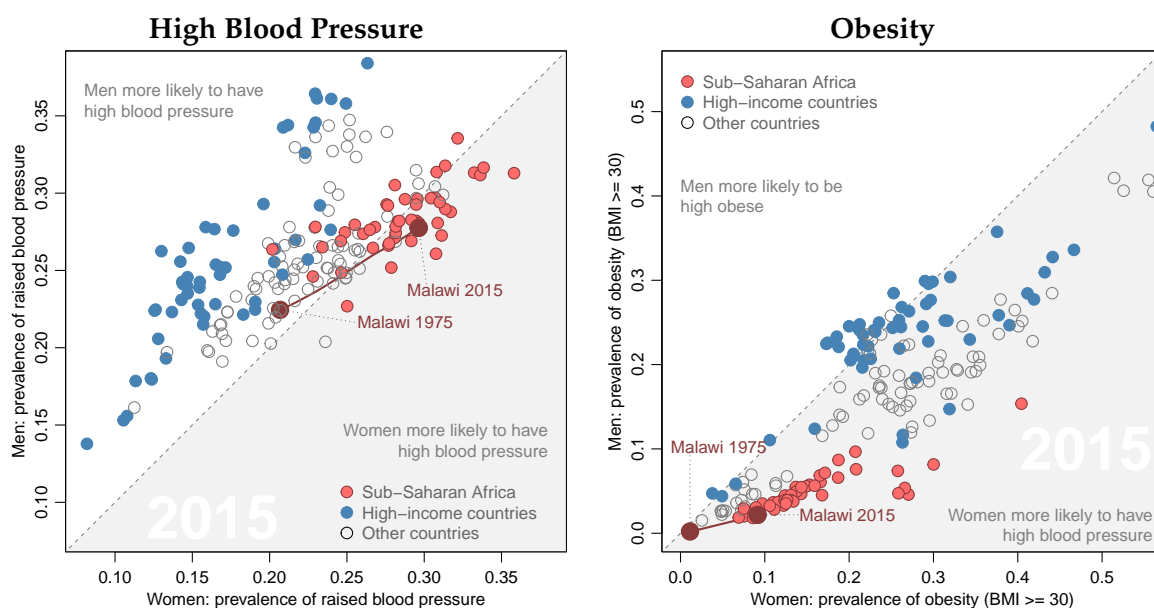 High Blood Pressure
Men more likely to have
high blood pressure
Malawi 2015
Malawi 1975
Women more likely to have
high blood pressure
2015
Sub−Saharan Africa
High−income countries
Other countries
0.10
0.15
0.20
0.25
0.30
0.35
Men: prevalence of raised blood pressure
0.10 0.15 0.20 0.25 0.30 0.35
Women: prevalence of raised blood pressure
Obesity
Sub−Saharan Africa
High−income countries
Other countries
Men more likely to be
high obese
Malawi 1975
2015
Malawi 2015
Women more likely to have
high blood pressure
0.0
0.1
0.2
0.3
0.4
0.5
Men: prevalence of obesity (BMI >= 30)
0.0 0.1 0.2 0.3 0.4 0.5
Women: prevalence of obesity (BMI >= 30)